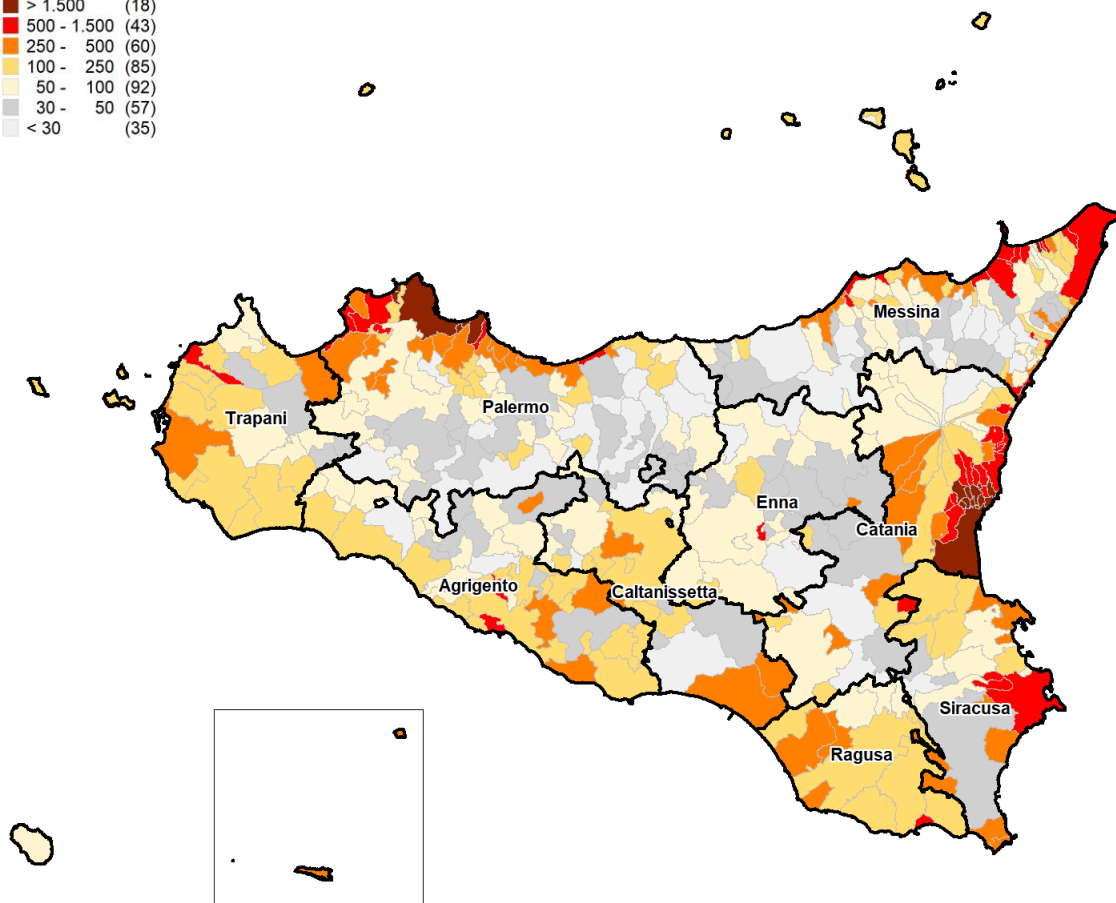 > 1.500 (18)
500 - 1.500 (43)
250 - 500 (60)
100 - 250 (85)
50 - 100 (92)
30 - 50 (57)
< 30 (35)
Messina
Palermo
Trapani
Enna
Catania
Agrigento
Caltanissetta
Siracusa
Ragusa